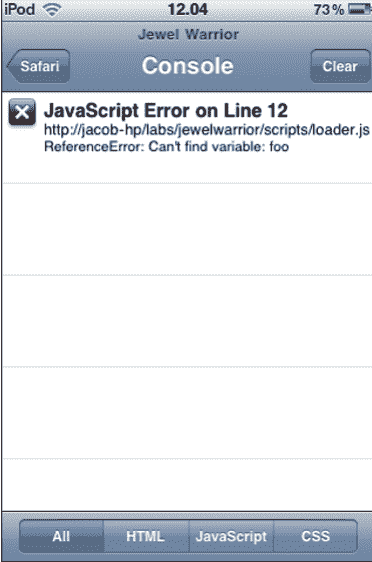 iPod 12.04 73%
Jewel Warrior
Safari Console Clear
JavaScript Error on Line 12
http://jacob-hp/labs/jewelwarrior/scripts/loader.js
ReferenceError: Can't find variable: foo
All HTML JavaScript CSS